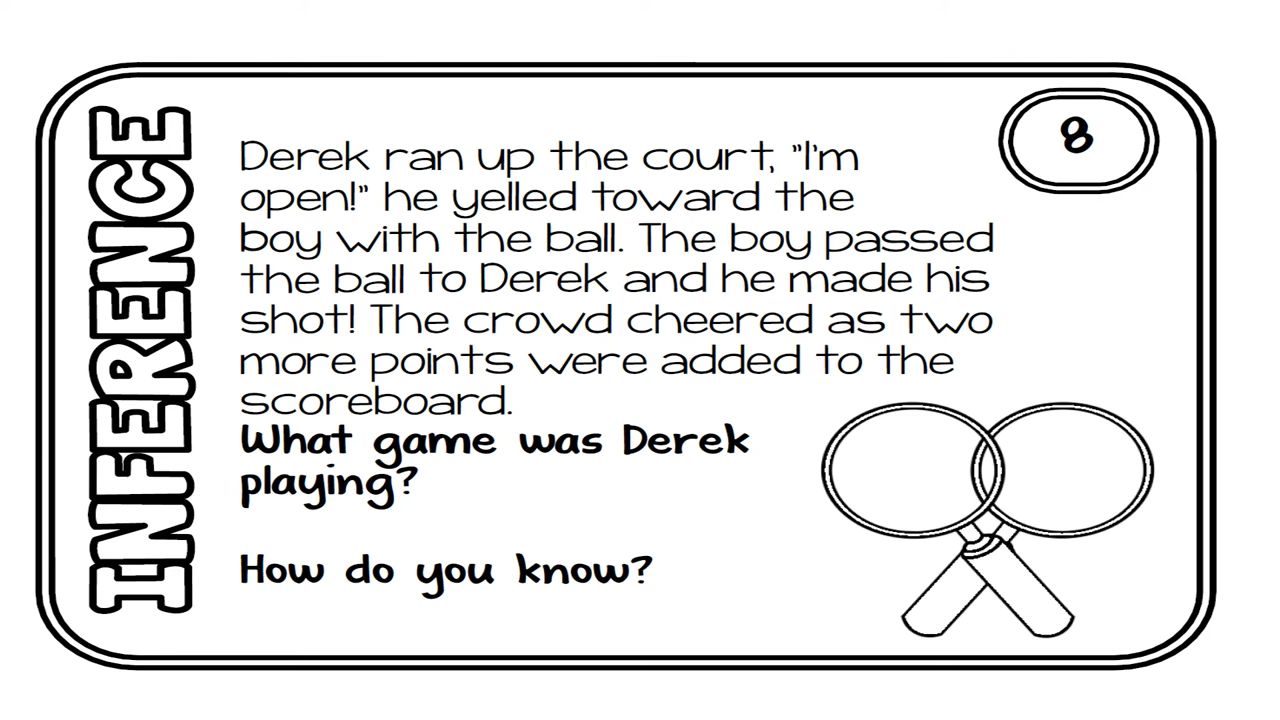 INFERENCE
8
Derek ran up the court, "I'm
open!" he yelled toward the
boy with the ball. The boy passed
the ball to Derek and he made his
shot! The crowd cheered as two
more points were added to the
scoreboard.
What game was Derek
playing?
How do you know?